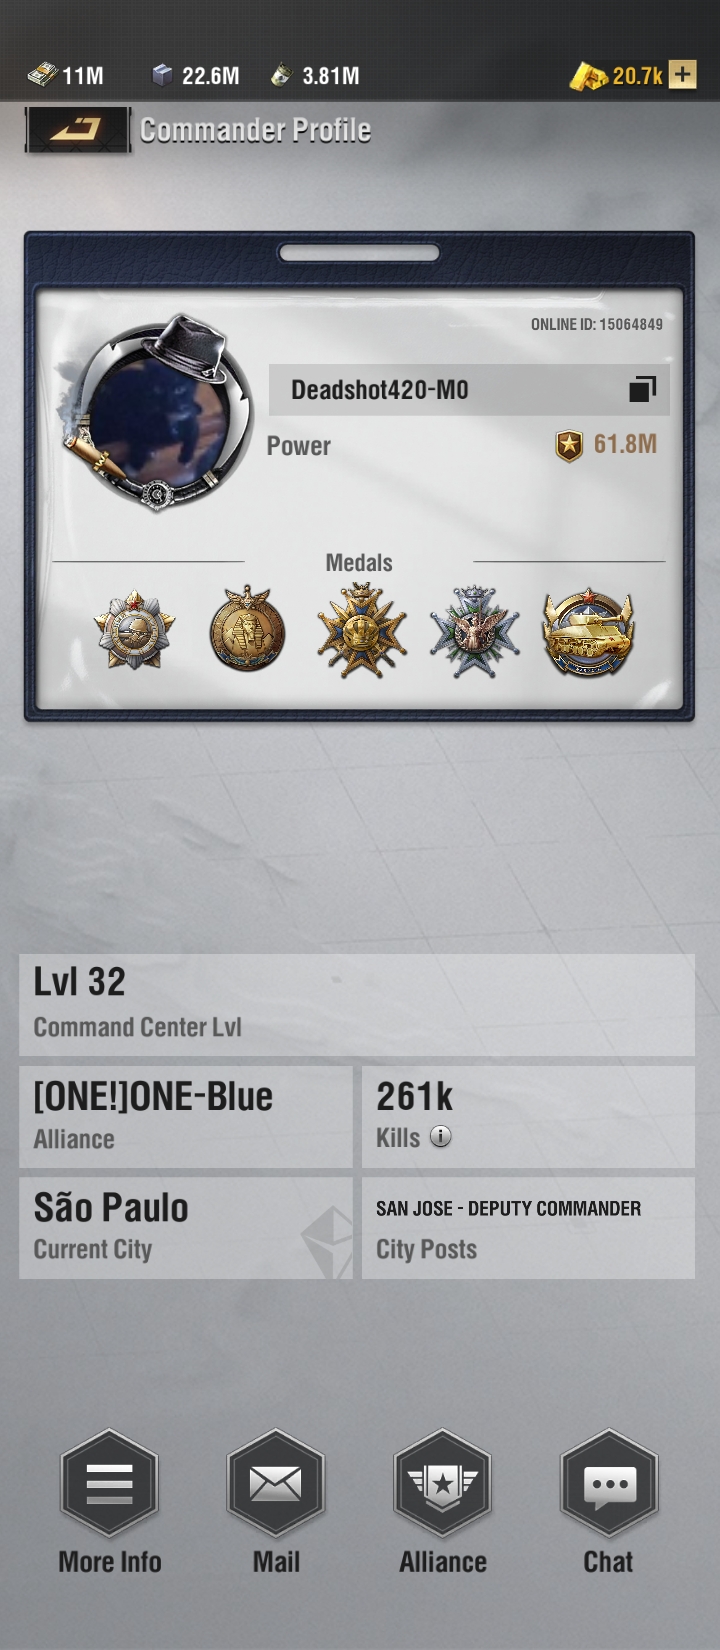 11M 22.6M 3.81M 20.7k
Commander Profile
ONLINE ID: 15064849
Deadshot420-M0
Power 61.8M
Medals
Lvl 32
Command Center Lvl
[ONE!]ONE-Blue
Alliance
261k
Kills
São Paulo
Current City
SAN JOSE - DEPUTY COMMANDER
City Posts
More Info Mail Alliance Chat